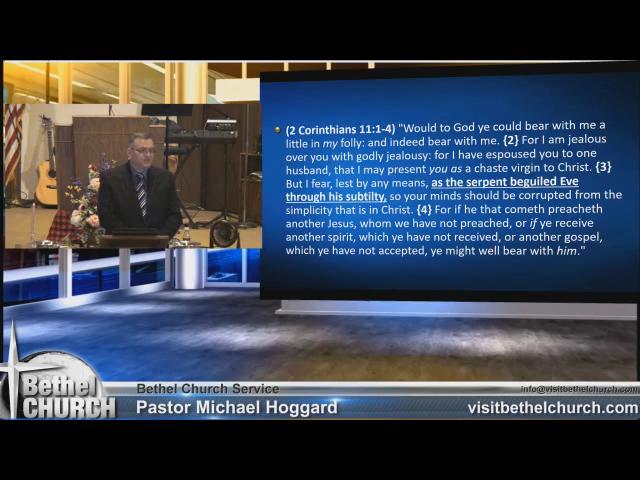 (2 Corinthians 11:1-4) "Would to God ye could bear with me a
little in my folly: and indeed bear with me. {2} For I am jealous
over you with godly jealousy: for I have espoused you to one
husband, that I may present you as a chaste virgin to Christ. {3}
But I fear, lest by any means, as the serpent beguiled Eve
through his subtilty, so your minds should be corrupted from the
simplicity that is in Christ. {4} For if he that cometh preacheth
another Jesus, whom we have not preached, or if ye receive
another spirit, which ye have not received, or another gospel,
which ye have not accepted, ye might well bear with him."
Bethel
CHURCH
Bethel Church Service
info@visitbethelchurch.com
Pastor Michael Hoggard
visitbethelchurch.com